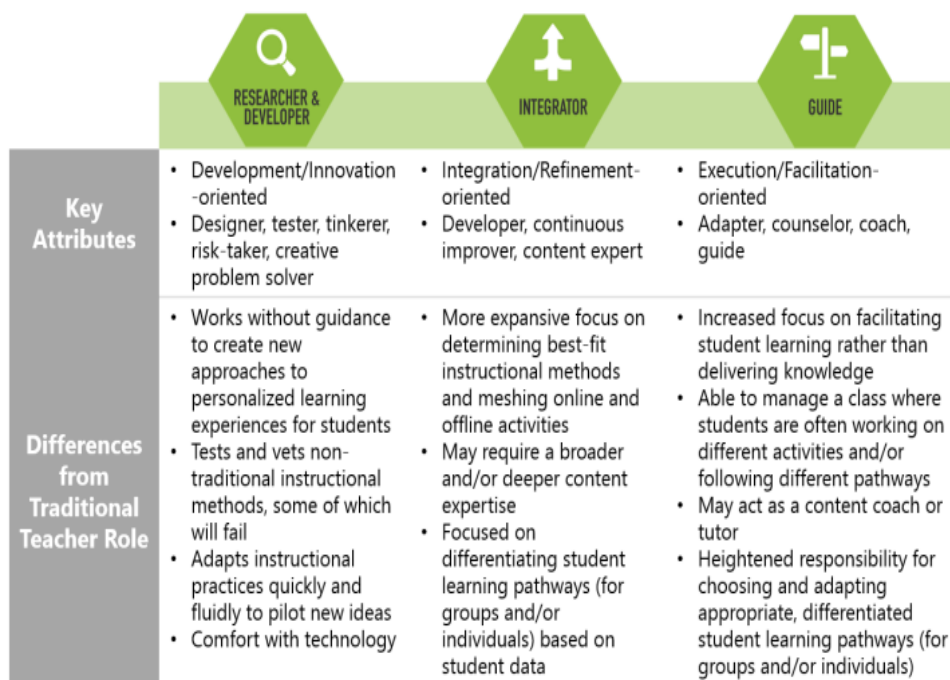 RESEARCHER &
DEVELOPER
INTEGRATOR
GUIDE
Key
Attributes
• Development/Innovation
-oriented
• Designer, tester, tinkerer,
risk-taker, creative
problem solver
• Integration/Refinement-
oriented
• Developer, continuous
improver, content expert
• Execution/Facilitation-
oriented
• Adapter, counselor, coach,
guide
Differences
from
Traditional
Teacher Role
• Works without guidance
to create new
approaches to
personalized learning
experiences for students
• Tests and vets non-
traditional instructional
methods, some of which
will fail
• Adapts instructional
practices quickly and
fluidly to pilot new ideas
• Comfort with technology
• More expansive focus on
determining best-fit
instructional methods
and meshing online and
offline activities
• May require a broader
and/or deeper content
expertise
• Focused on
differentiating student
learning pathways (for
groups and/or
individuals) based on
student data
• Increased focus on facilitating
student learning rather than
delivering knowledge
• Able to manage a class where
students are often working on
different activities and/or
following different pathways
• May act as a content coach or
tutor
• Heightened responsibility for
choosing and adapting
appropriate, differentiated
student learning pathways (for
groups and/or individuals)